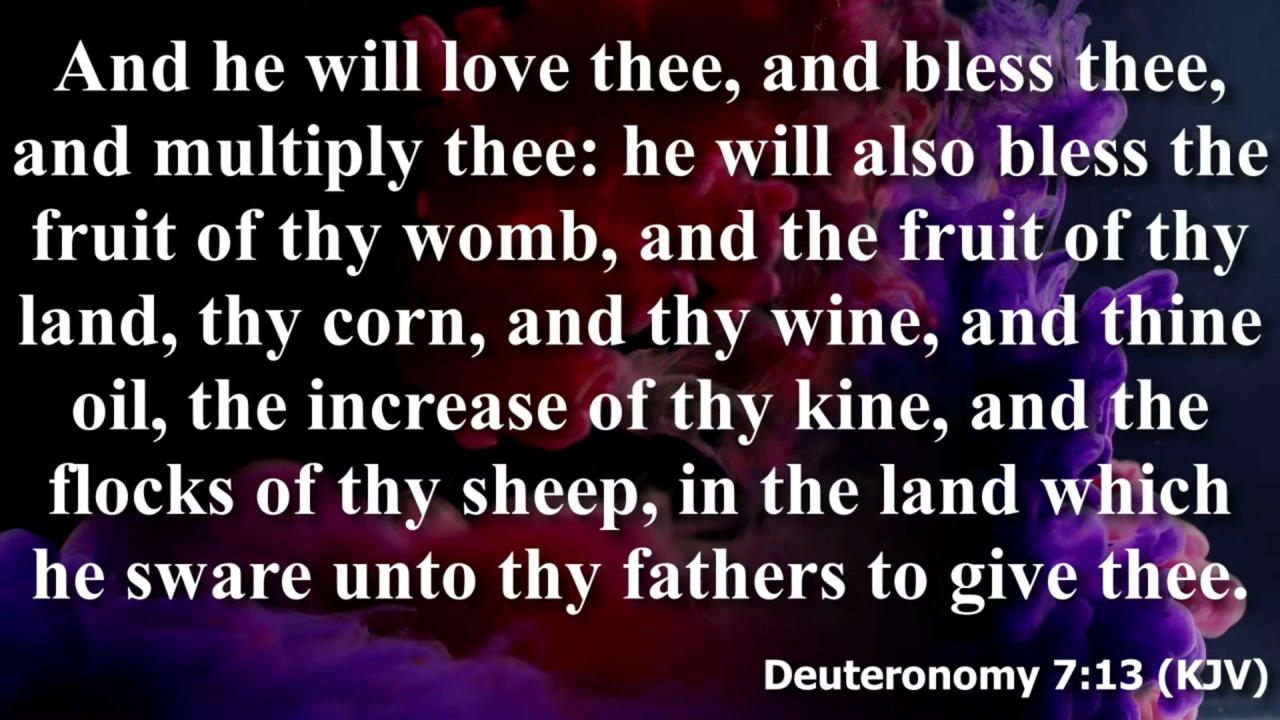 And he will love thee, and bless thee,
and multiply thee: he will also bless the
fruit of thy womb, and the fruit of thy
land, thy corn, and thy wine, and thine
oil, the increase of thy kine, and the
flocks of thy sheep, in the land which
he sware unto thy fathers to give thee.
Deuteronomy 7:13 (KJV)